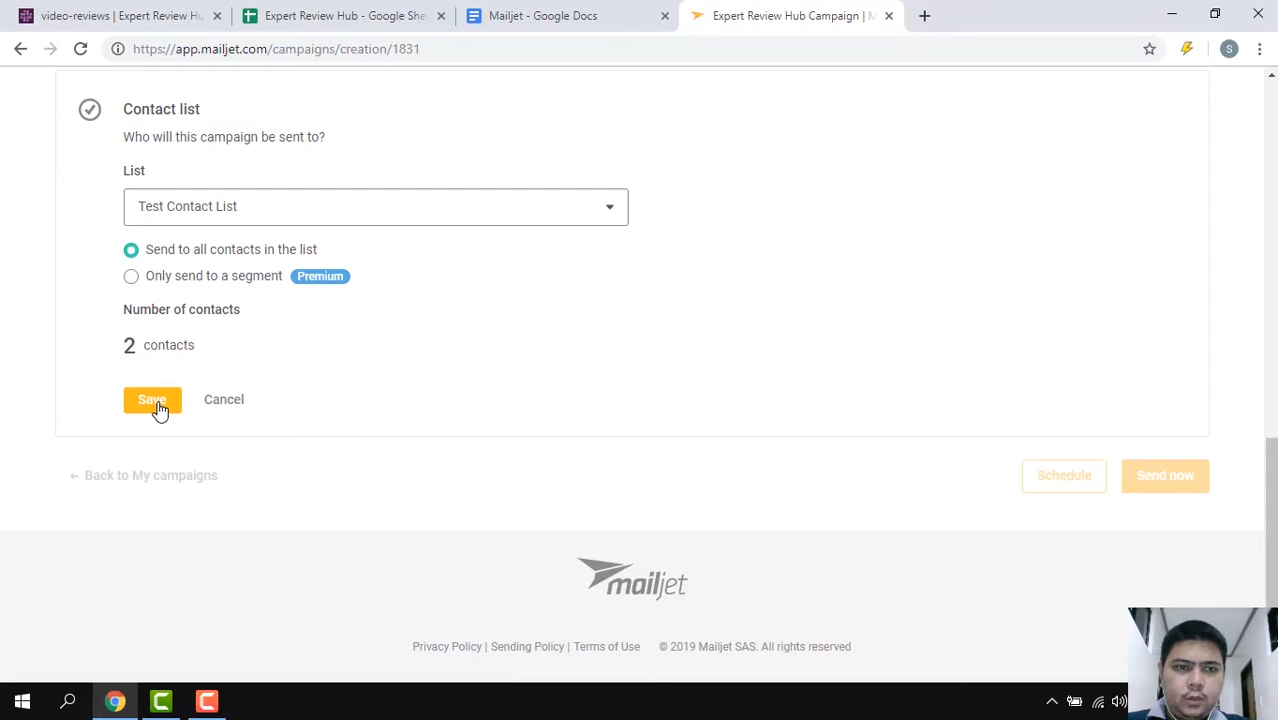 video-reviews | Expert Review Hu
Expert Review Hub - Google She
Mailjet - Google Docs
Expert Review Hub Campaign | M
https://app.mailjet.com/campaigns/creation/1831
S
Contact list
Who will this campaign be sent to?
List
Test Contact List
Send to all contacts in the list
Only send to a segment Premium
Number of contacts
2 contacts
Save Cancel
← Back to My campaigns
Schedule Send now
mailjet
Privacy Policy | Sending Policy | Terms of Use © 2019 Mailjet SAS. All rights reserved